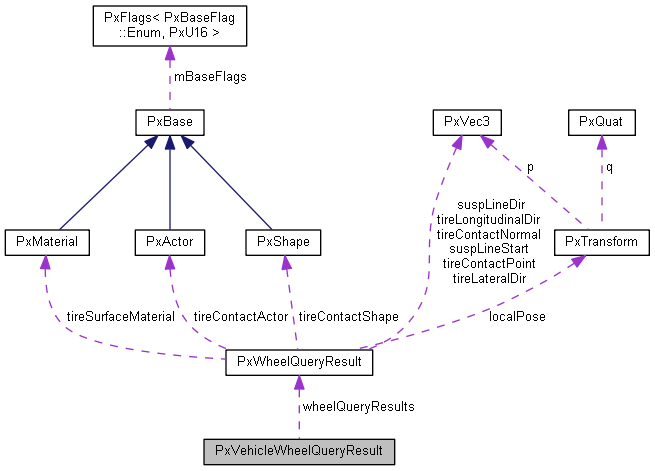 PxFlags< PxBaseFlag
::Enum, PxU16 >
mBaseFlags
PxBase
PxVec3
PxQuat
p
q
suspLineDir
tireLongitudinalDir
tireContactNormal
suspLineStart
tireContactPoint
tireLateralDir
PxMaterial
PxActor
PxShape
PxTransform
tireSurfaceMaterial
tireContactActor
tireContactShape
localPose
PxWheelQueryResult
wheelQueryResults
PxVehicleWheelQueryResult